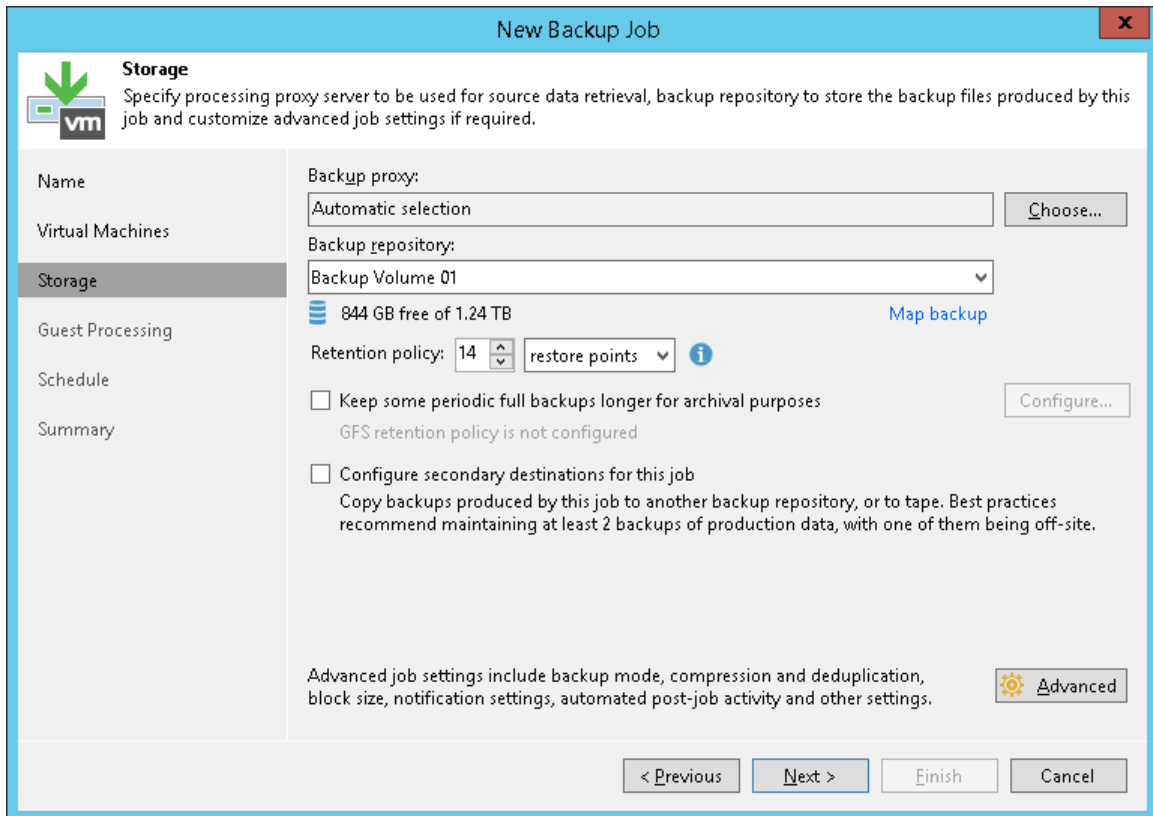 New Backup Job
x
Storage
Specify processing proxy server to be used for source data retrieval, backup repository to store the backup files produced by this
job and customize advanced job settings if required.
vm
Name
Virtual Machines
Storage
Guest Processing
Schedule
Summary
Backup proxy:
Automatic selection
Choose...
Backup repository:
Backup Volume 01
844 GB free of 1.24 TB
Map backup
Retention policy: 14 restore points
i
Keep some periodic full backups longer for archival purposes
Configure...
GFS retention policy is not configured
Configure secondary destinations for this job
Copy backups produced by this job to another backup repository, or to tape. Best practices
recommend maintaining at least 2 backups of production data, with one of them being off-site.
Advanced job settings include backup mode, compression and deduplication,
block size, notification settings, automated post-job activity and other settings.
Advanced
< Previous
Next >
Finish
Cancel